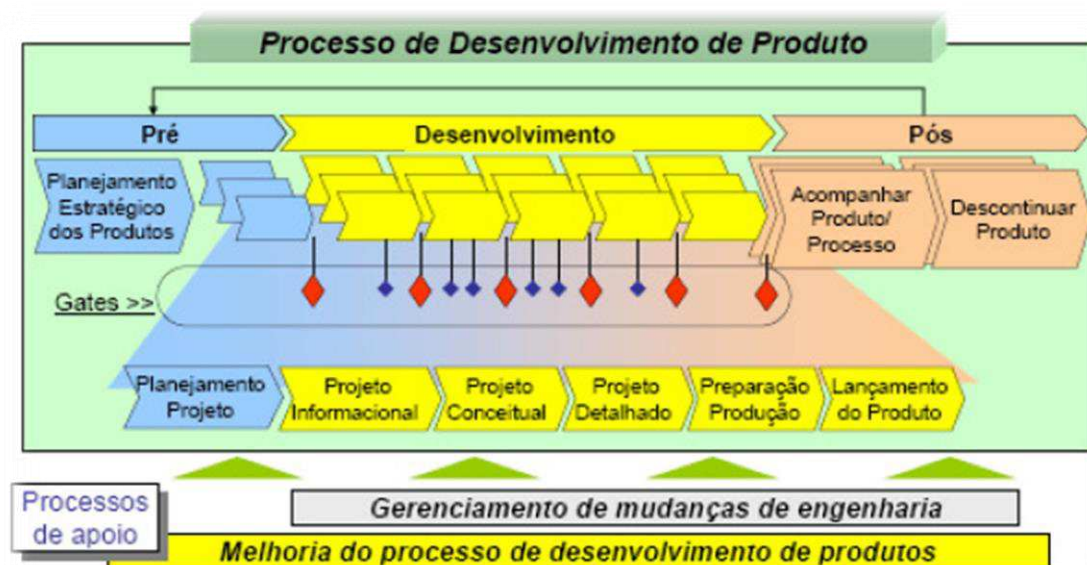 Processo de Desenvolvimento de Produto
Pré
Desenvolvimento
Pós
Planejamento
Estratégico
dos Produtos
Acompanhar
Produto/
Processo
Descontinuar
Produto
Gates >>
Planejamento
Projeto
Projeto
Informacional
Projeto
Conceitual
Projeto
Detalhado
Preparação
Produção
Lançamento
do Produto
Processos
de apoio
Gerenciamento de mudanças de engenharia
Melhoria do processo de desenvolvimento de produtos